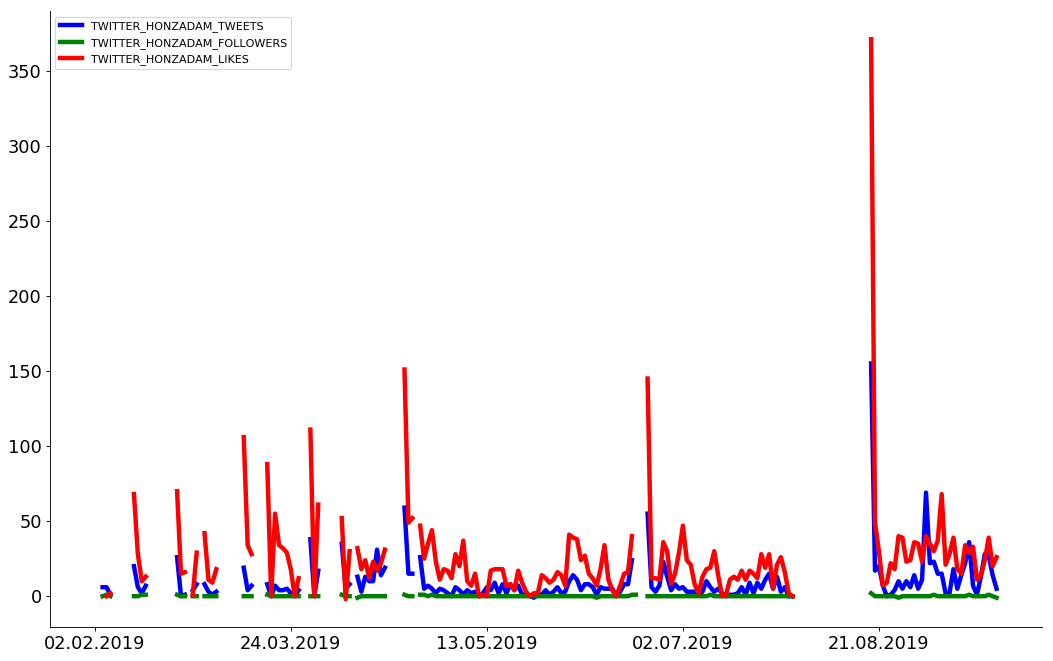 TWITTER_HONZADAM_TWEETS
TWITTER_HONZADAM_FOLLOWERS
TWITTER_HONZADAM_LIKES
350
300
250
200
150
100
50
0
02.02.2019 24.03.2019 13.05.2019 02.07.2019 21.08.2019